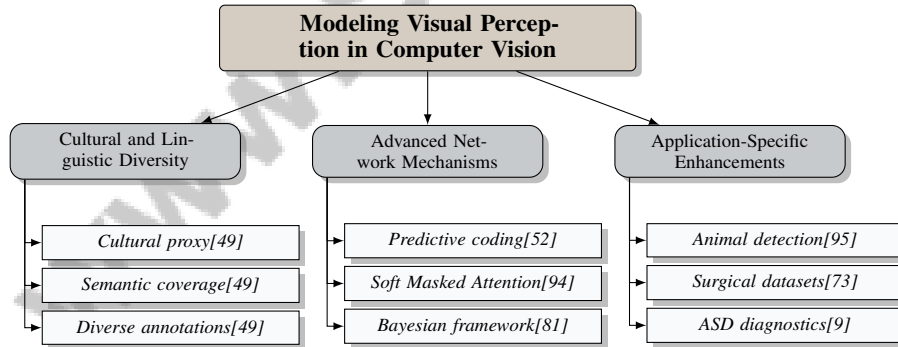 Modeling Visual Percep-
tion in Computer Vision
Cultural and Lin-
guistic Diversity
Advanced Net-
work Mechanisms
Application-Specific
Enhancements
Cultural proxy[49]
Semantic coverage[49]
Diverse annotations[49]
Predictive coding[52]
Soft Masked Attention[94]
Bayesian framework[81]
Animal detection[95]
Surgical datasets[73]
ASD diagnostics[9]